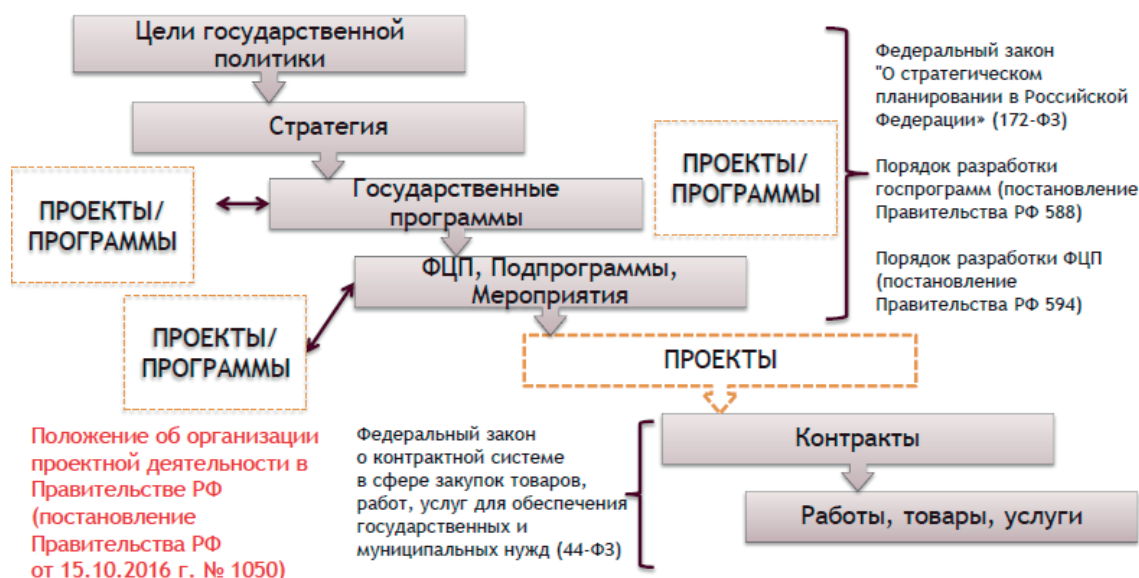 Цели государственной
политики
Стратегия
Государственные
программы
ФЦП, Подпрограммы,
Мероприятия
ПРОЕКТЫ
Контракты
Работы, товары, услуги
ПРОЕКТЫ/
ПРОГРАММЫ
ПРОЕКТЫ/
ПРОГРАММЫ
ПРОЕКТЫ/
ПРОГРАММЫ
Федеральный закон
"О стратегическом
планировании в Российской
Федерации» (172-ФЗ)
Порядок разработки
госпрограмм (постановление
Правительства РФ 588)
Порядок разработки ФЦП
(постановление
Правительства РФ 594)
Положение об организации
проектной деятельности в
Правительстве РФ
(постановление
Правительства РФ
от 15.10.2016 г. № 1050)
Федеральный закон
о контрактной системе
в сфере закупок товаров,
работ, услуг для обеспечения
государственных и
муниципальных нужд (44-ФЗ)